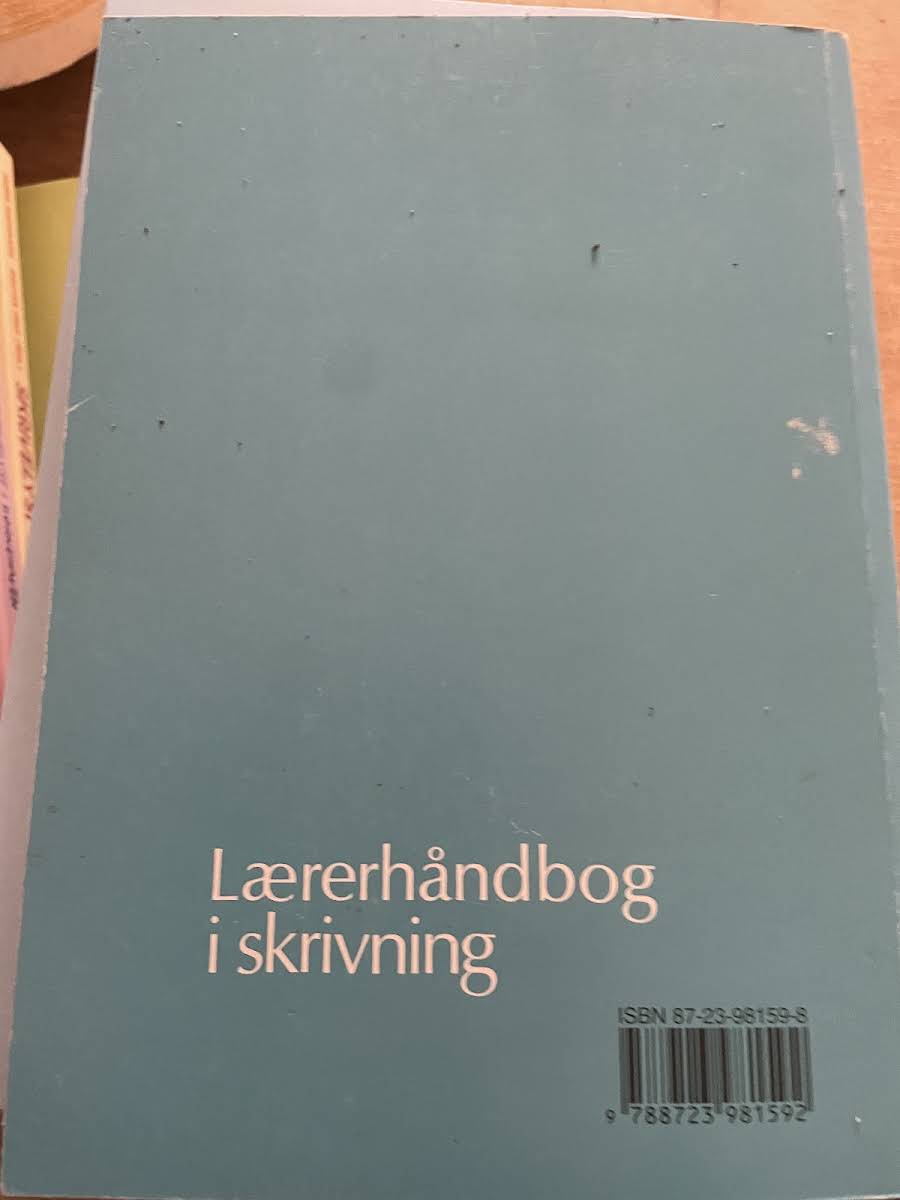 Lærerhåndbog
i skrivning
ISBN 87-23-98159-8
9 788723 981592